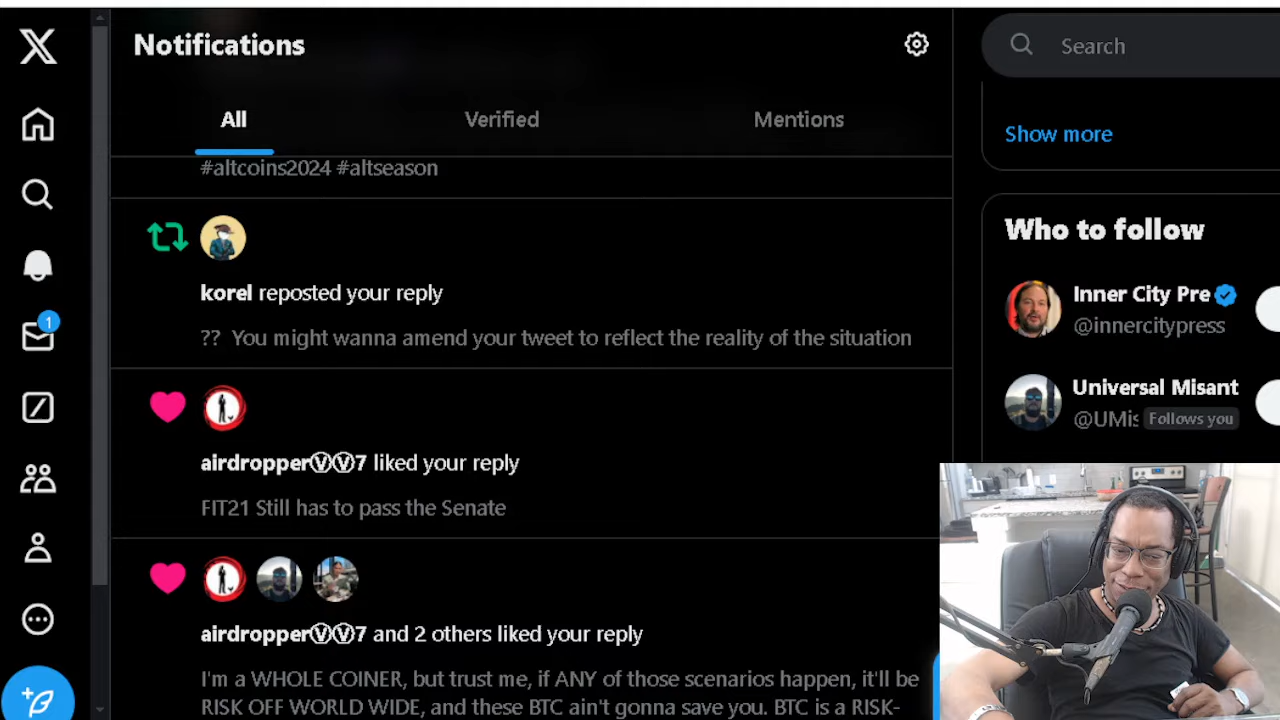 Notifications
Search
All
Verified
Mentions
#altcoins2024 #altseason
korel reposted your reply
?? You might wanna amend your tweet to reflect the reality of the situation
airdropperⓋⓋ7 liked your reply
FIT21 Still has to pass the Senate
airdropperⓋⓋ7 and 2 others liked your reply
I'm a WHOLE COINER, but trust me, if ANY of those scenarios happen, it'll be
RISK OFF WORLD WIDE, and these BTC ain't gonna save you. BTC is a RISK-
1
Show more
Who to follow
Inner City Pre
@innercitypress
Universal Misant
@UMis Follows you